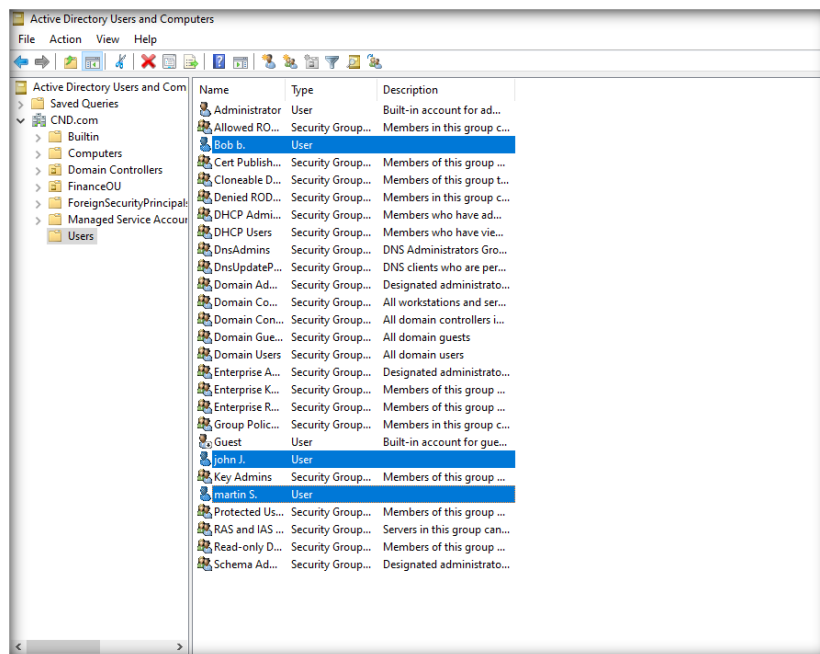 Active Directory Users and Computers
File Action View Help
Active Directory Users and Com
Saved Queries
CND.com
Builtin
Computers
Domain Controllers
FinanceOU
ForeignSecurityPrincipals
Managed Service Accour
Users
Name Type Description
Administrator User Built-in account for ad...
Allowed RO... Security Group... Members in this group c...
Bob b. User
Cert Publish... Security Group... Members of this group ...
Cloneable D... Security Group... Members of this group t...
Denied ROD... Security Group... Members in this group c...
DHCP Admi... Security Group... Members who have ad...
DHCP Users Security Group... Members who have vie...
DnsAdmins Security Group... DNS Administrators Gro...
DnsUpdateP... Security Group... DNS clients who are per...
Domain Ad... Security Group... Designated administrato...
Domain Co... Security Group... All workstations and ser...
Domain Con... Security Group... All domain controllers i...
Domain Gue... Security Group... All domain guests
Domain Users Security Group... All domain users
Enterprise A... Security Group... Designated administrato...
Enterprise K... Security Group... Members of this group ...
Enterprise R... Security Group... Members of this group ...
Group Polic... Security Group... Members in this group c...
Guest User Built-in account for gue...
john J. User
Key Admins Security Group... Members of this group ...
martin S. User
Protected Us... Security Group... Members of this group ...
RAS and IAS ... Security Group... Servers in this group can...
Read-only D... Security Group... Members of this group ...
Schema Ad... Security Group... Designated administrato...